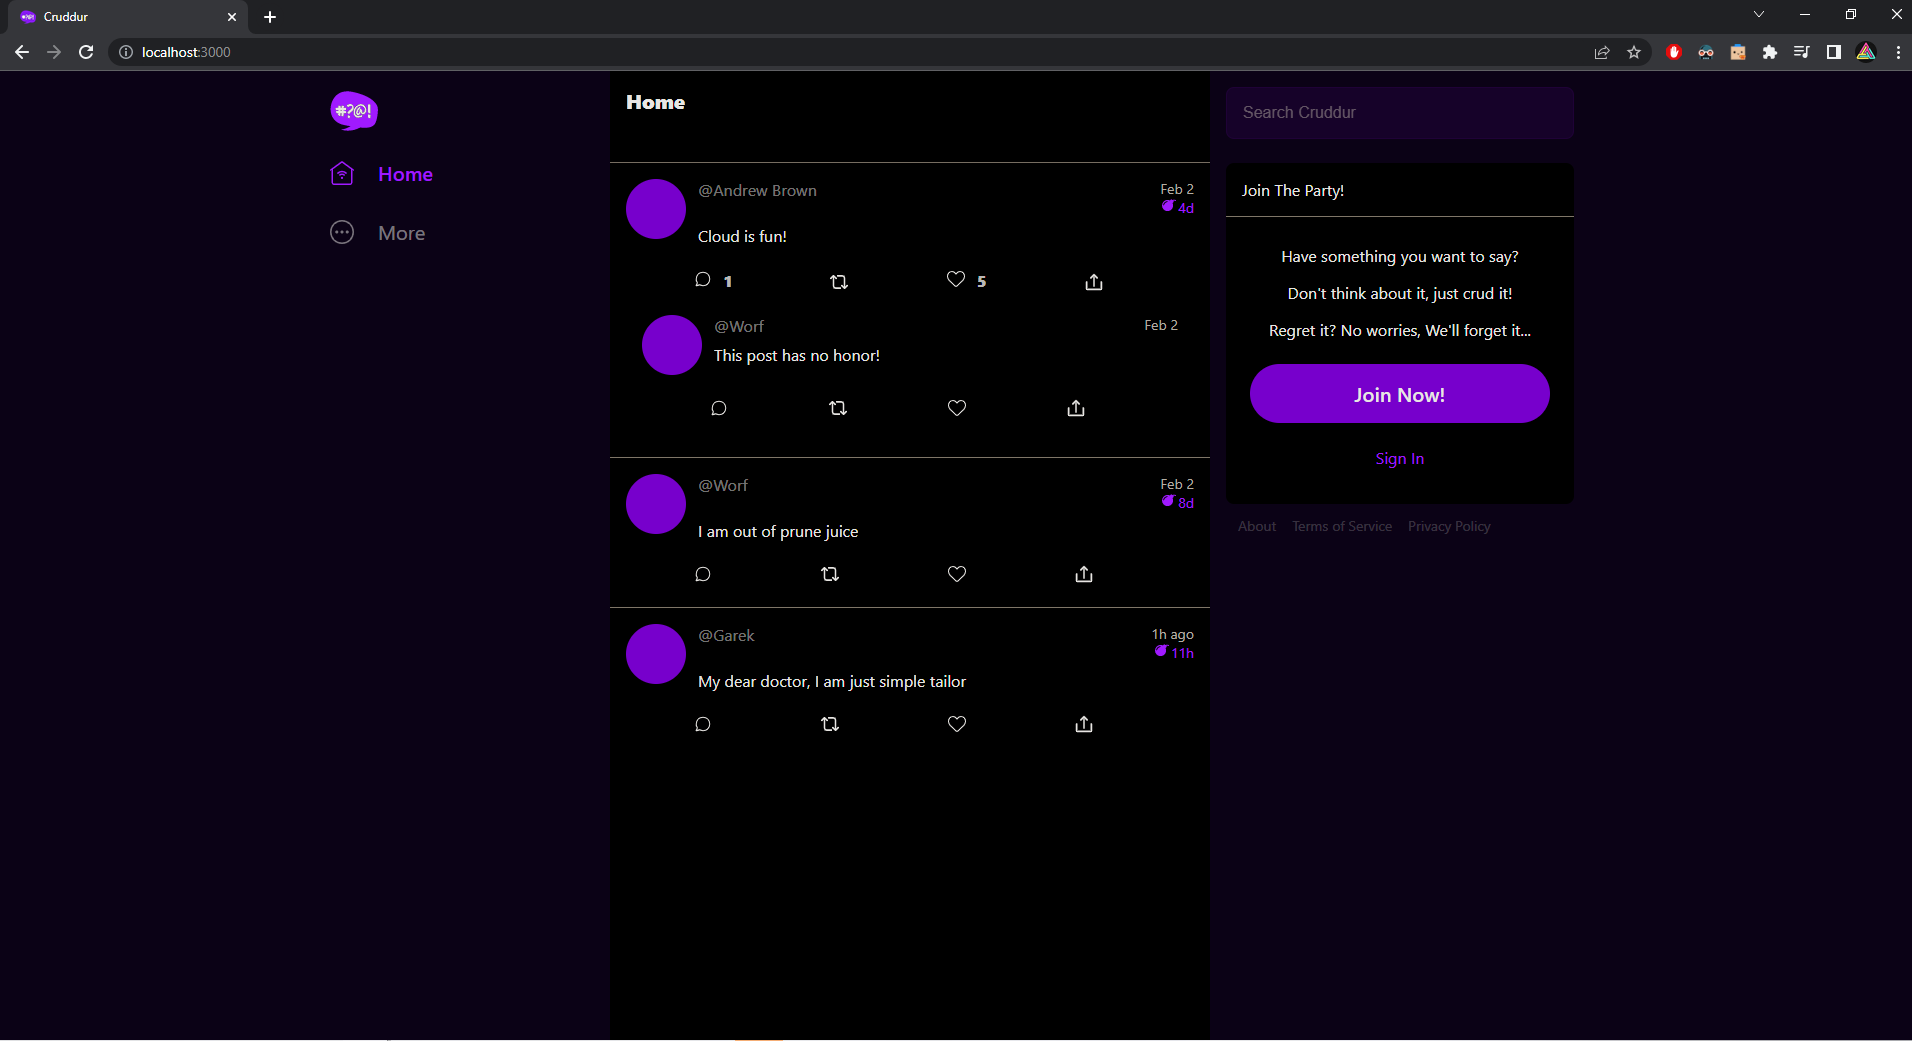 Cruddur
localhost:3000
#?@!
Home
More
Home
@Andrew Brown
Feb 2
4d
Cloud is fun!
1
5
@Worf
Feb 2
This post has no honor!
@Worf
Feb 2
8d
I am out of prune juice
@Garek
1h ago
11h
My dear doctor, I am just simple tailor
Search Cruddur
Join The Party!
Have something you want to say?
Don't think about it, just crud it!
Regret it? No worries, We'll forget it...
Join Now!
Sign In
About Terms of Service Privacy Policy